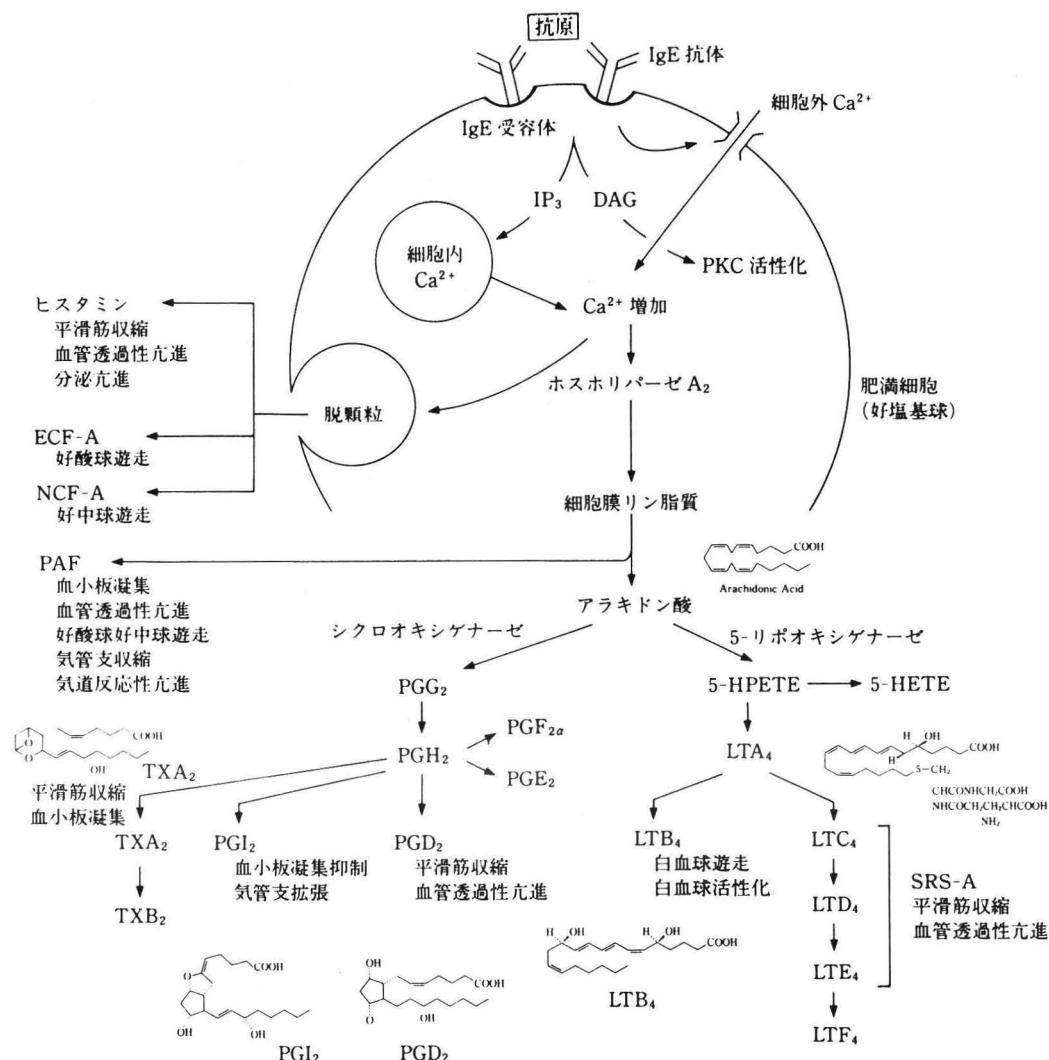 抗原
IgE 抗体
IgE 受容体
細胞外 Ca²⁺
IP₃
DAG
細胞内
Ca²⁺
PKC 活性化
Ca²⁺ 増加
ヒスタミン
平滑筋収縮
血管透過性亢進
分泌亢進
ホスホリパーゼ A₂
肥満細胞
(好塩基球)
脱顆粒
ECF-A
好酸球遊走
NCF-A
好中球遊走
細胞膜リン脂質
PAF
血小板凝集
血管透過性亢進
好酸球好中球遊走
気管支収縮
気道反応性亢進
COOH
Arachidonic Acid
アラキドン酸
シクロオキシゲナーゼ
5-リポオキシゲナーゼ
PGG₂
5-HPETE
5-HETE
COOH
O
O
OH
TXA₂
平滑筋収縮
血小板凝集
PGH₂
PGF₂α
PGE₂
LTA₄
H
OH
COOH
H
S-CH₂
CHCONHCH₂COOH
NHCOCH₂CH₂CHCOOH
NH₂
TXA₂
TXB₂
PGI₂
血小板凝集抑制
気管支拡張
PGD₂
平滑筋収縮
血管透過性亢進
LTB₄
白血球遊走
白血球活性化
LTC₄
LTD₄
LTE₄
LTF₄
SRS-A
平滑筋収縮
血管透過性亢進
COOH
O
OH
OH
PGI₂
OH
COOH
O
OH
PGD₂
H
OH
H
OH
COOH
LTB₄